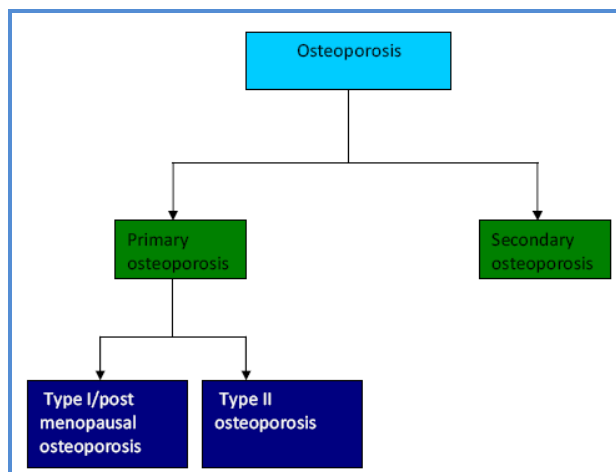 Osteoporosis
Primary
osteoporosis
Secondary
osteoporosis
Type I/post
menopausal
osteoporosis
Type II
osteoporosis